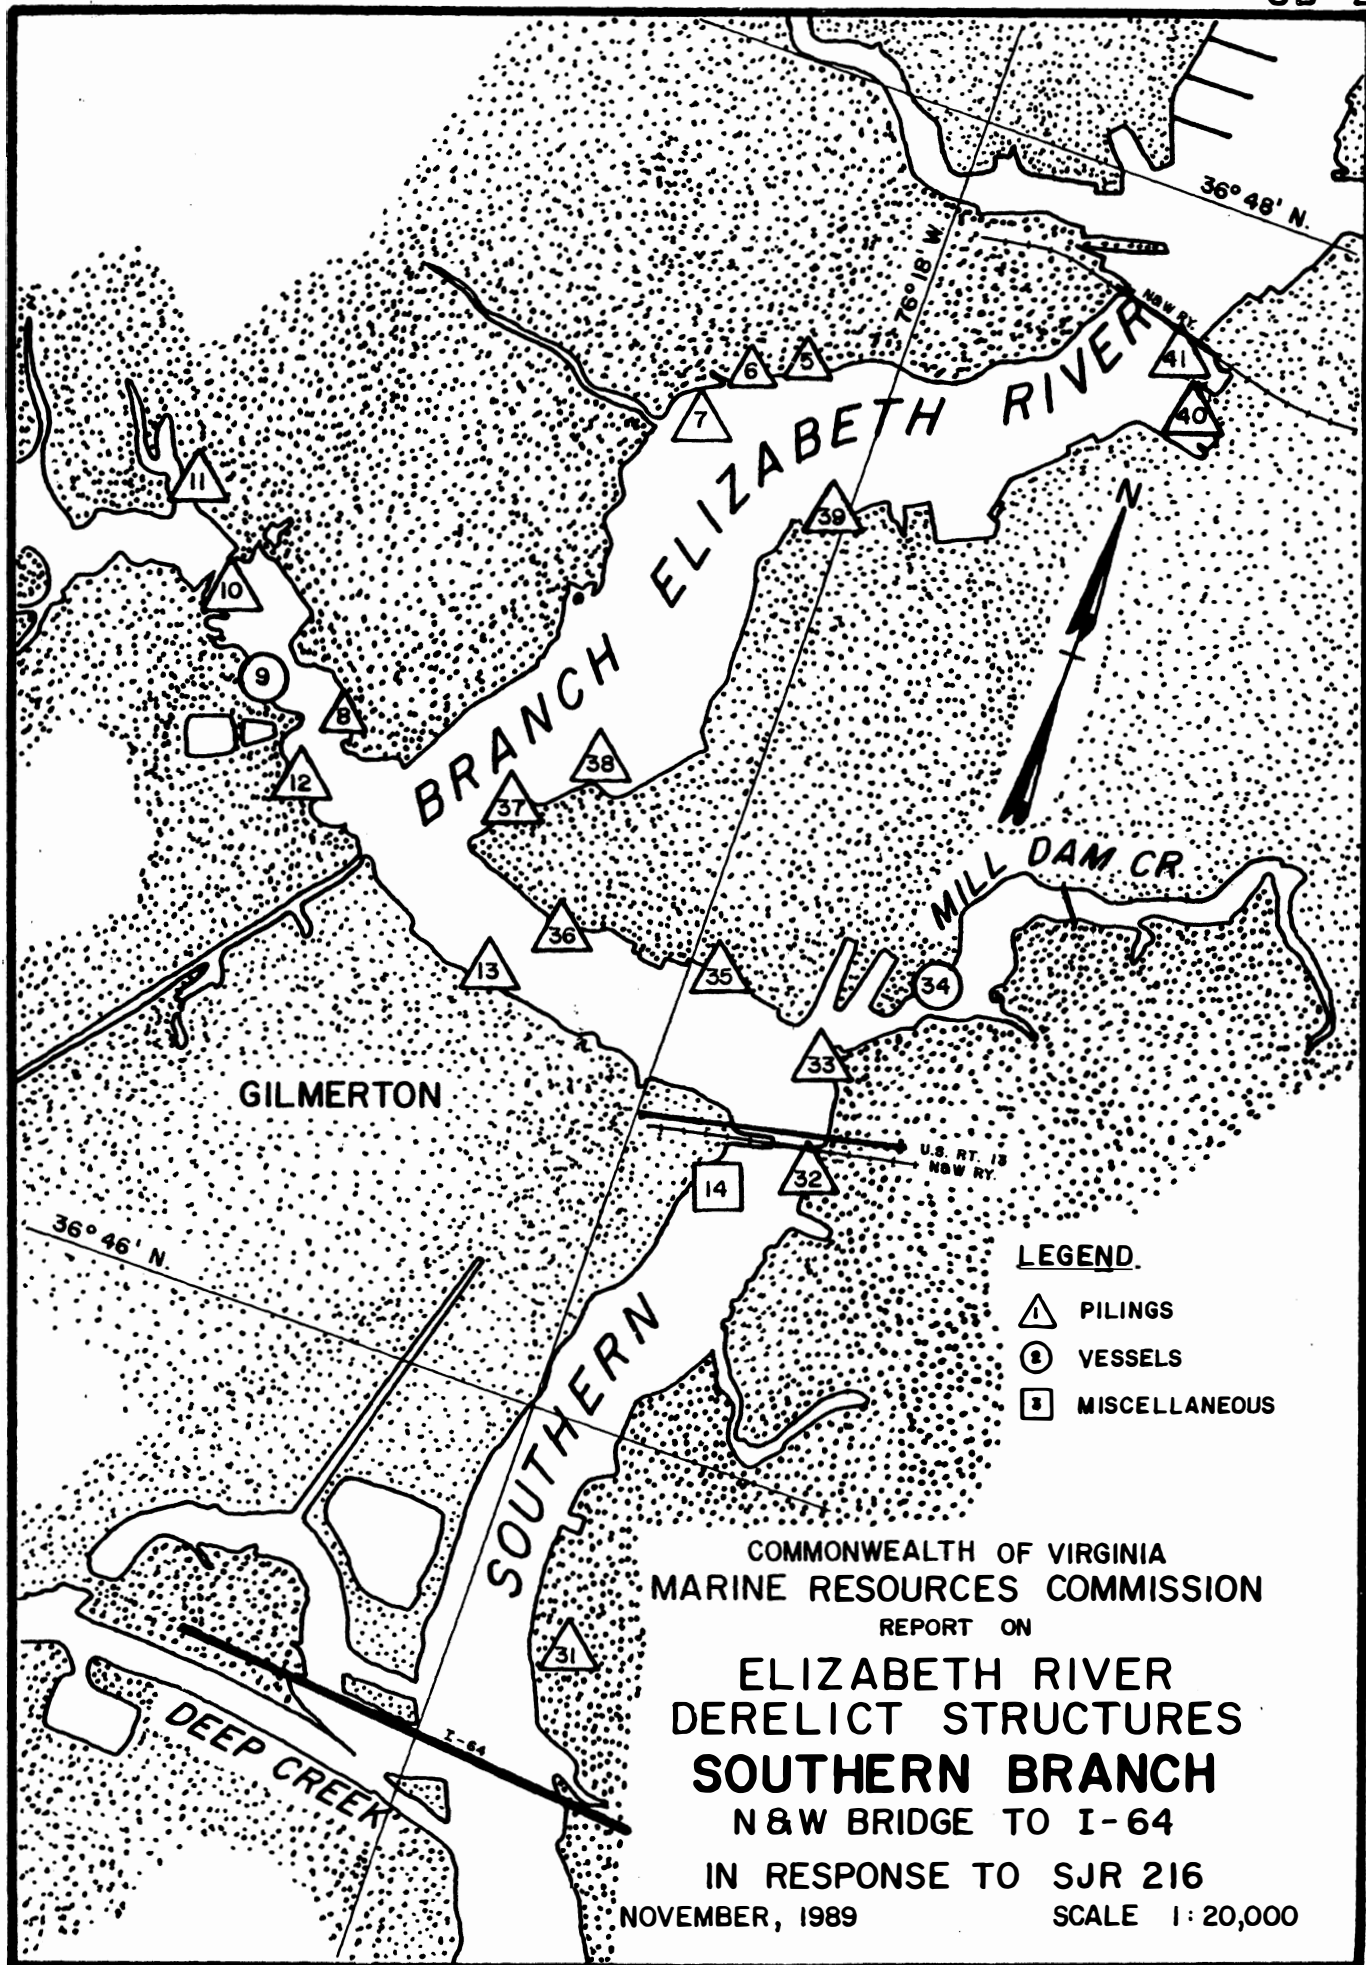 36° 48' N.
76° 18' W.
N&W RY.
41
5
6
7
40
BRANCH ELIZABETH RIVER
11
39
N
10
9
8
38
12
37
MILL DAM CR.
36
13
35
34
33
GILMERTON
U.S. RT. 13
N&W RY.
32
14
36° 46' N.
LEGEND.
1 PILINGS
2 VESSELS
3 MISCELLANEOUS
SOUTHERN
31
I-64
DEEP CREEK
COMMONWEALTH OF VIRGINIA
MARINE RESOURCES COMMISSION
REPORT ON
ELIZABETH RIVER
DERELICT STRUCTURES
SOUTHERN BRANCH
N&W BRIDGE TO I-64
IN RESPONSE TO SJR 216
NOVEMBER, 1989 SCALE 1:20,000